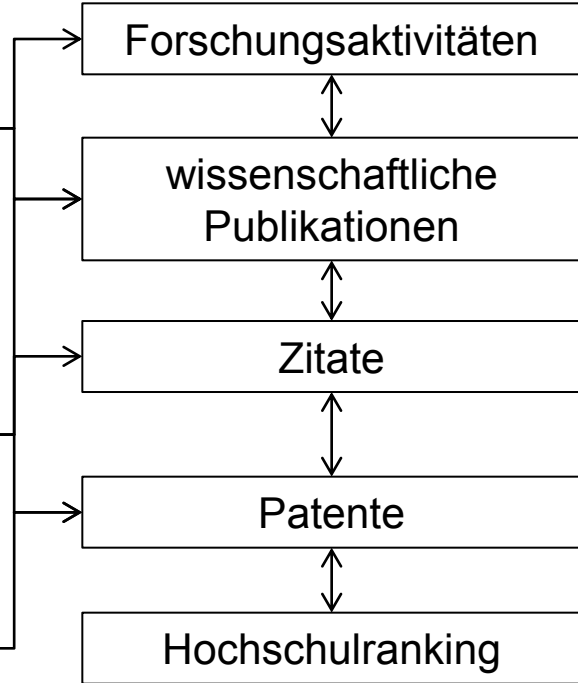 Forschungsaktivitäten
wissenschaftliche
Publikationen
Zitate
Patente
Hochschulranking